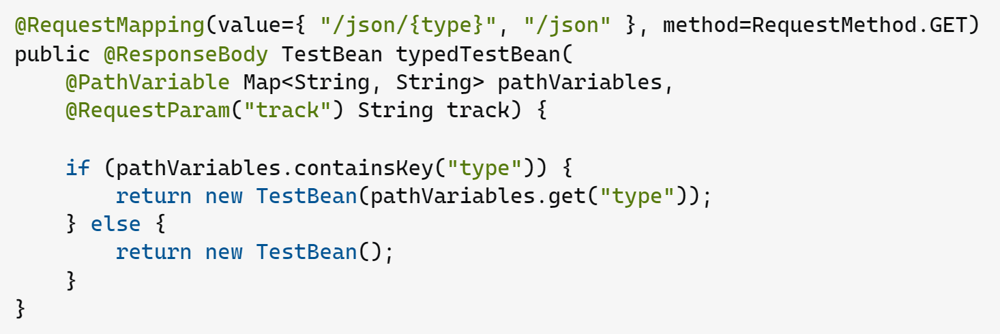 @RequestMapping(value={ "/json/{type}", "/json" }, method=RequestMethod.GET)
public @ResponseBody TestBean typedTestBean(
    @PathVariable Map<String, String> pathVariables,
    @RequestParam("track") String track) {

    if (pathVariables.containsKey("type")) {
        return new TestBean(pathVariables.get("type"));
    } else {
        return new TestBean();
    }
}